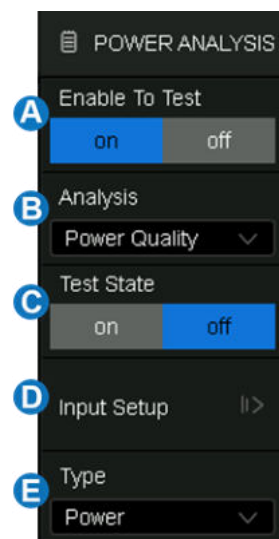 POWER ANALYSIS
A
Enable To Test
on off
B
Analysis
Power Quality
C
Test State
on off
D
Input Setup
E
Type
Power